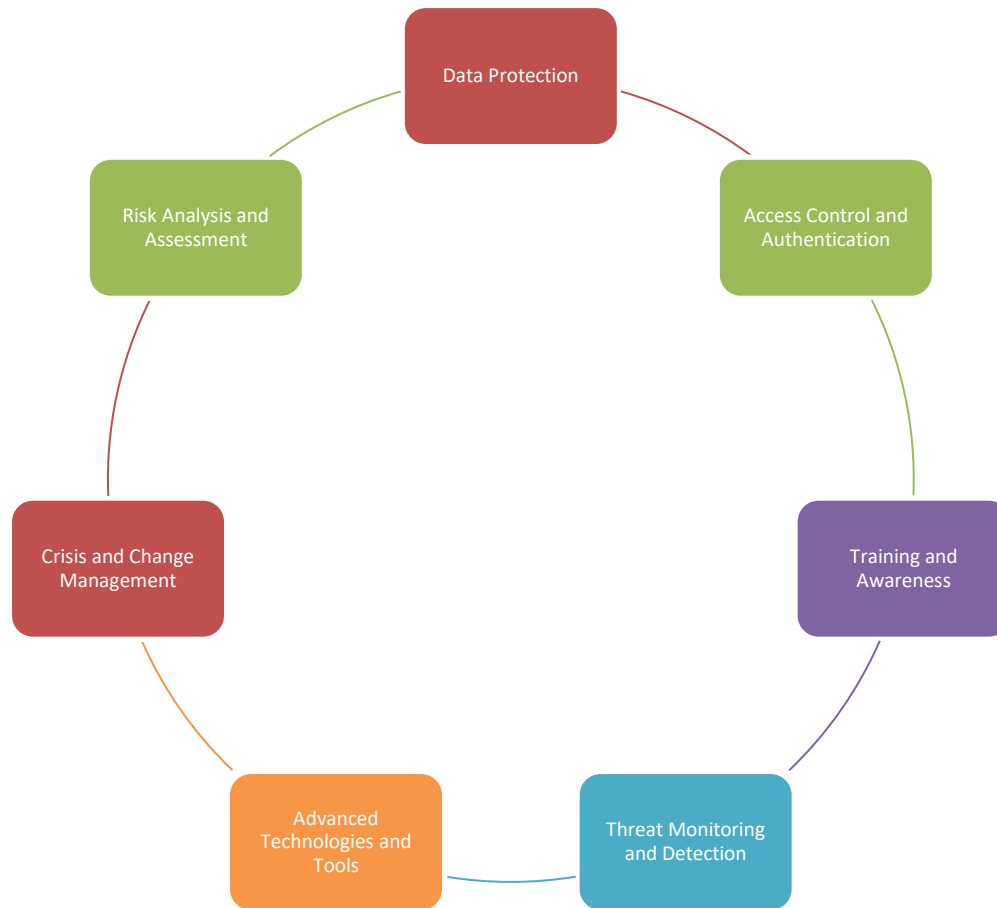 Data Protection
Access Control and
Authentication
Training and
Awareness
Threat Monitoring
and Detection
Advanced
Technologies and
Tools
Crisis and Change
Management
Risk Analysis and
Assessment